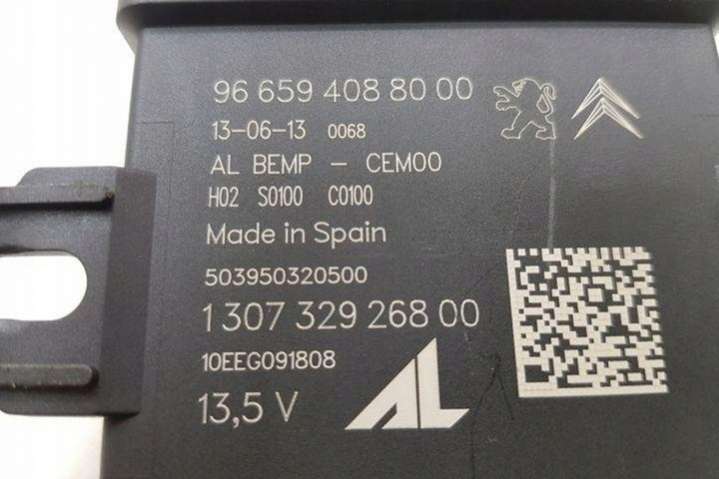 96 659 408 80 00
13-06-13 0068
AL BEMP - CEM00
H02 S0100 C0100
Made in Spain
503950320500
1 307 329 268 00
10EEG091808
13,5 V AL